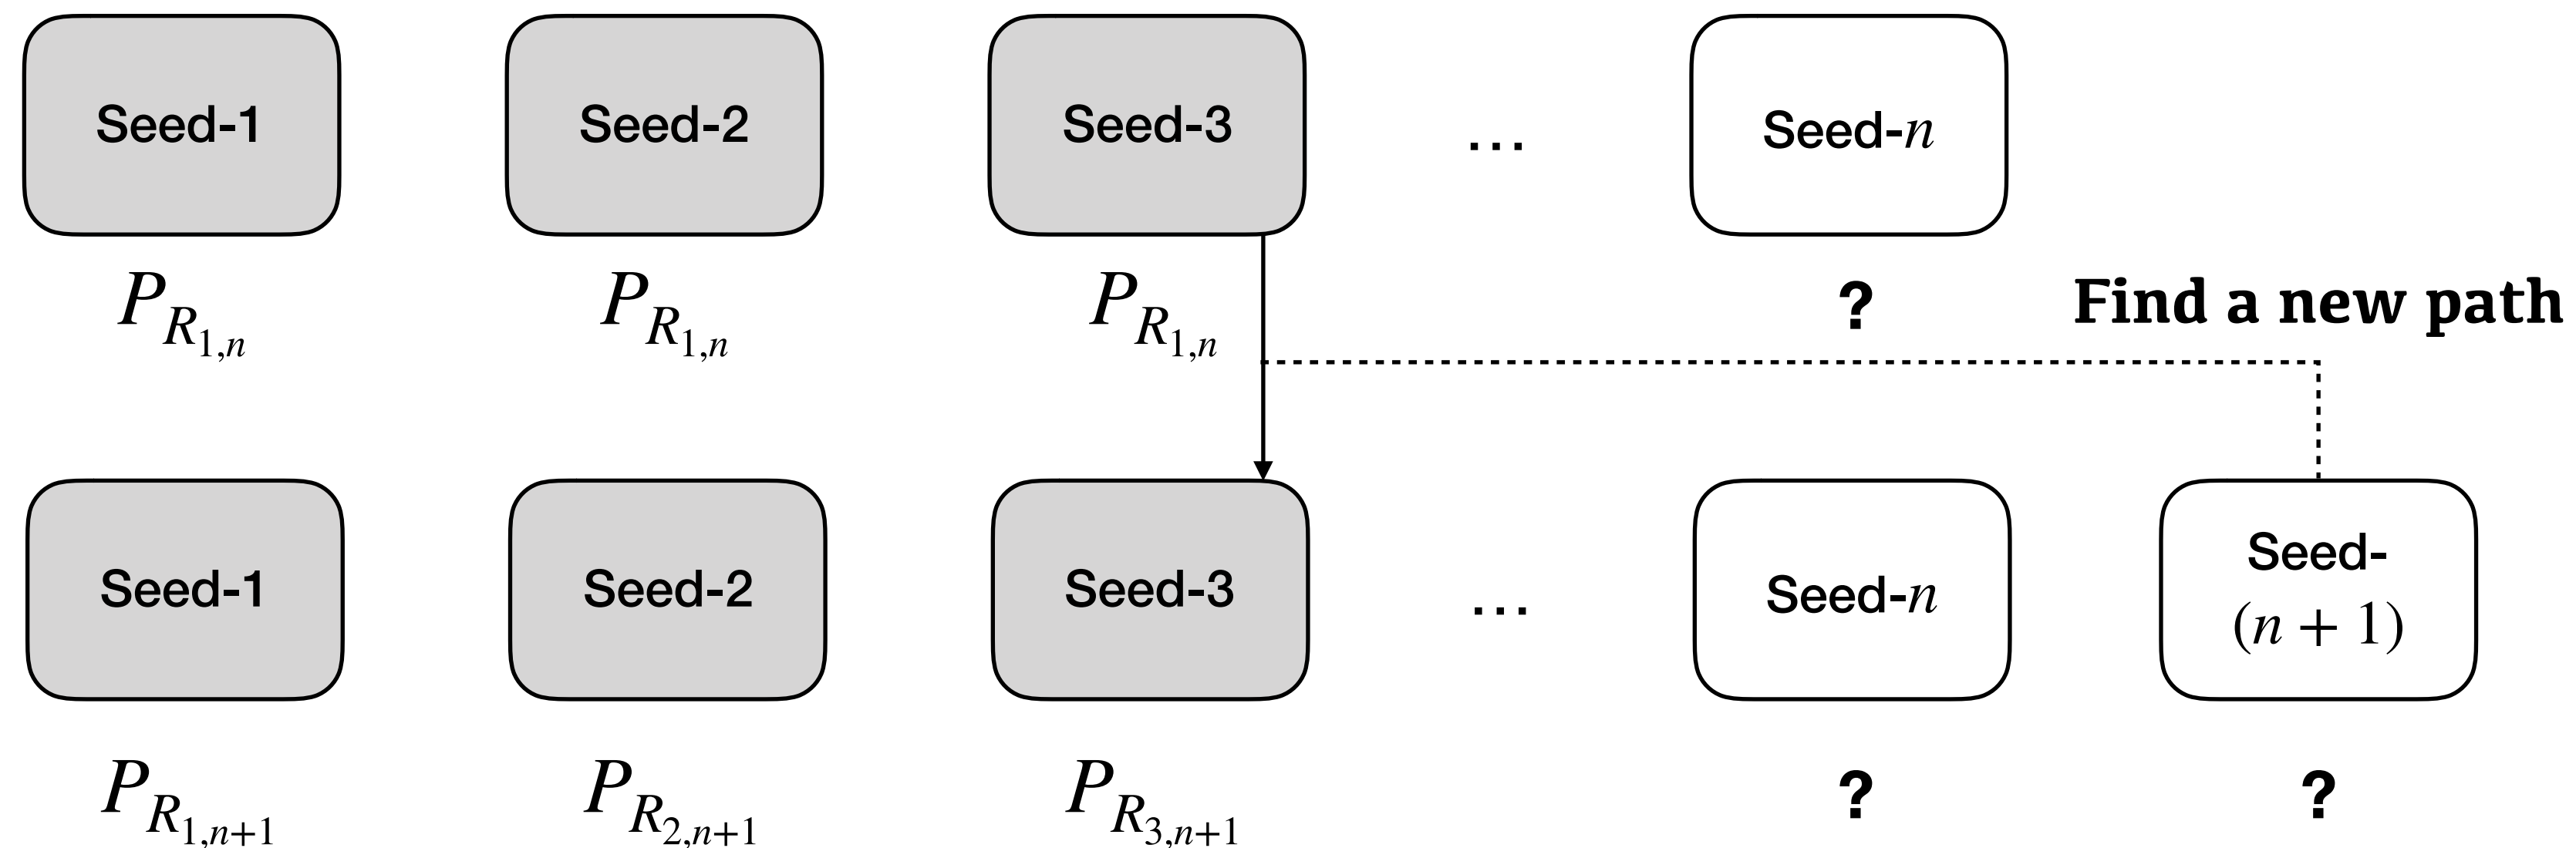 Seed-1 Seed-2 Seed-3 ... Seed-n
P_{R_{1,n}} P_{R_{1,n}} P_{R_{1,n}} ? Find a new path
Seed-1 Seed-2 Seed-3 ... Seed-n Seed-
(n + 1)
P_{R_{1,n+1}} P_{R_{2,n+1}} P_{R_{3,n+1}} ? ?